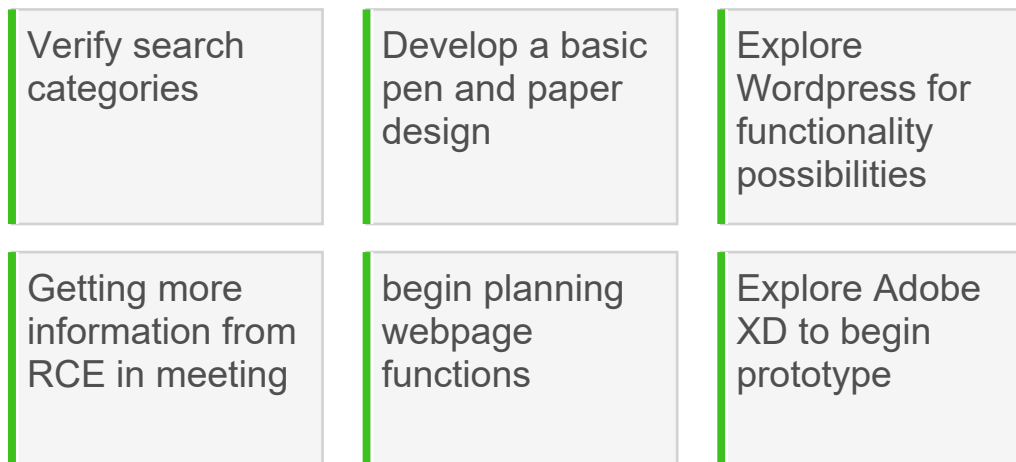 Verify search
categories
Develop a basic
pen and paper
design
Explore
Wordpress for
functionality
possibilities
Getting more
information from
RCE in meeting
begin planning
webpage
functions
Explore Adobe
XD to begin
prototype